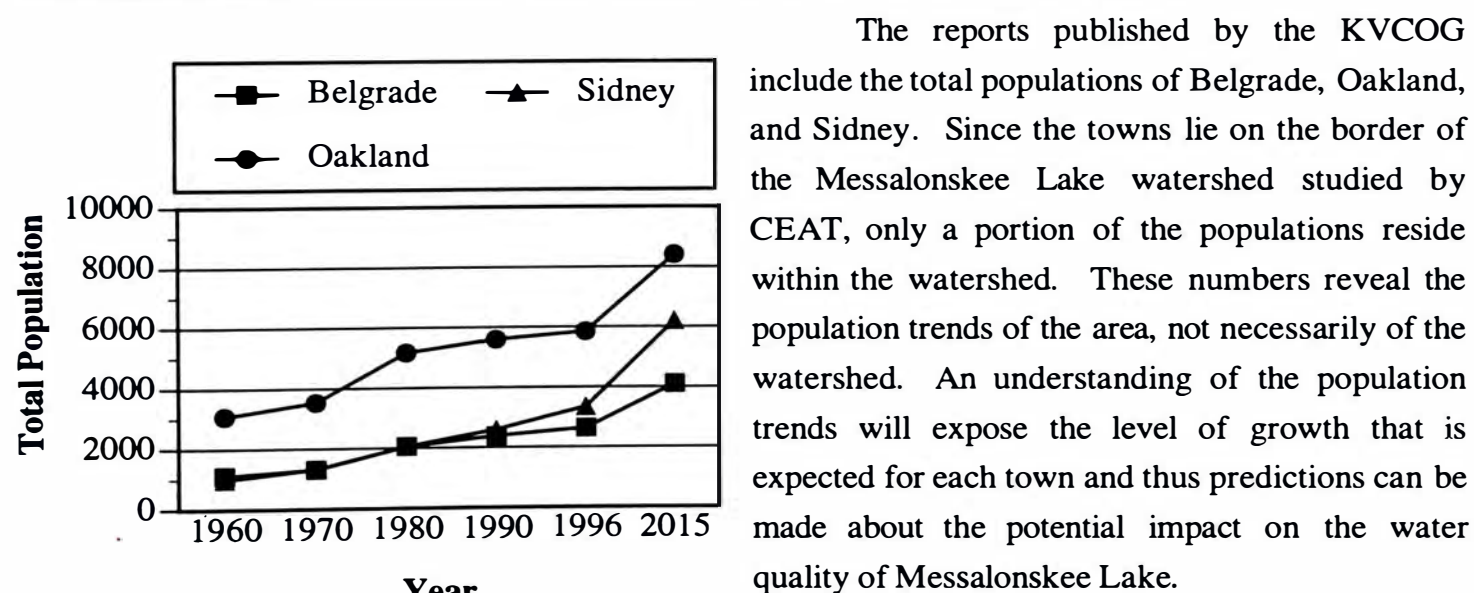 Belgrade Sidney
Oakland
Total Population
10000
8000
6000
4000
2000
0
1960 1970 1980 1990 1996 2015
Year
The reports published by the KVCOG
include the total populations of Belgrade, Oakland,
and Sidney. Since the towns lie on the border of
the Messalonskee Lake watershed studied by
CEAT, only a portion of the populations reside
within the watershed. These numbers reveal the
population trends of the area, not necessarily of the
watershed. An understanding of the population
trends will expose the level of growth that is
expected for each town and thus predictions can be
made about the potential impact on the water
quality of Messalonskee Lake.